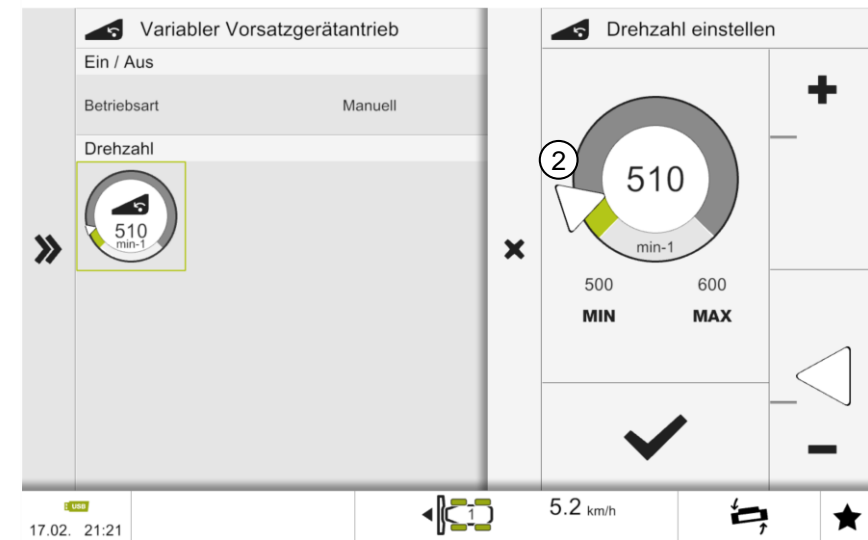 Variabler Vorsatzgerätantrieb
Ein / Aus
Betriebsart Manuell
Drehzahl
510
min-1
Drehzahl einstellen
2
510
min-1
500 600
MIN MAX
USB
17.02. 21:21
1
5.2 km/h